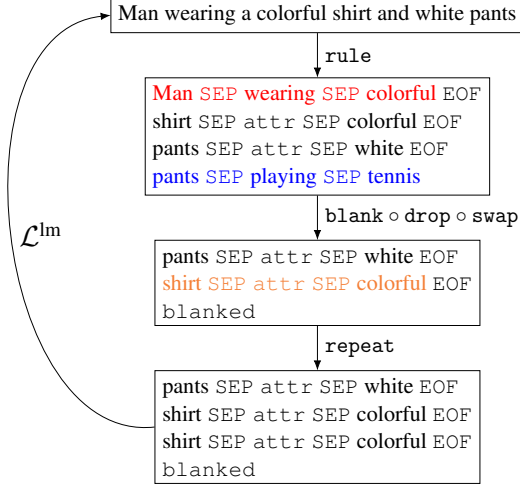 Man wearing a colorful shirt and white pants
rule
Man SEP wearing SEP colorful EOF
shirt SEP attr SEP colorful EOF
pants SEP attr SEP white EOF
pants SEP playing SEP tennis
blank ∘ drop ∘ swap
pants SEP attr SEP white EOF
shirt SEP attr SEP colorful EOF
blanked
repeat
pants SEP attr SEP white EOF
shirt SEP attr SEP colorful EOF
shirt SEP attr SEP colorful EOF
blanked
ℒ^lm